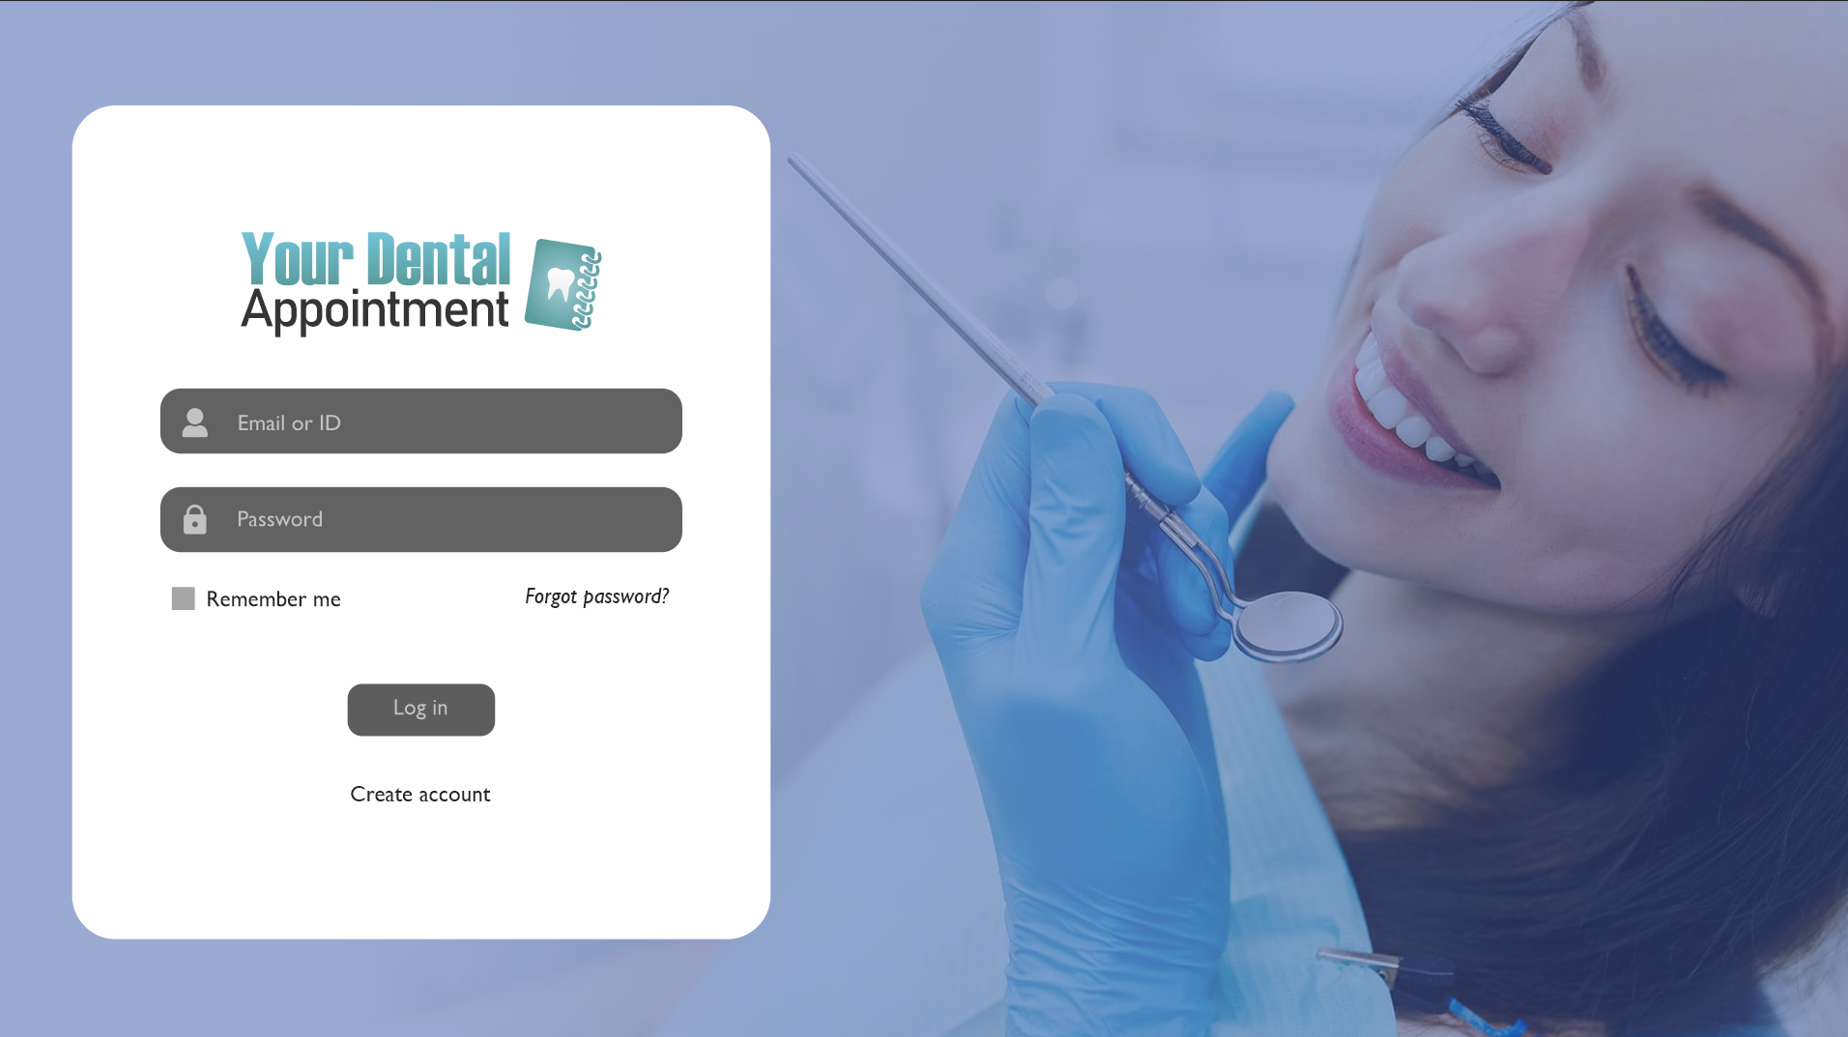 Your Dental
Appointment
Email or ID
Password
Remember me
Forgot password?
Log in
Create account